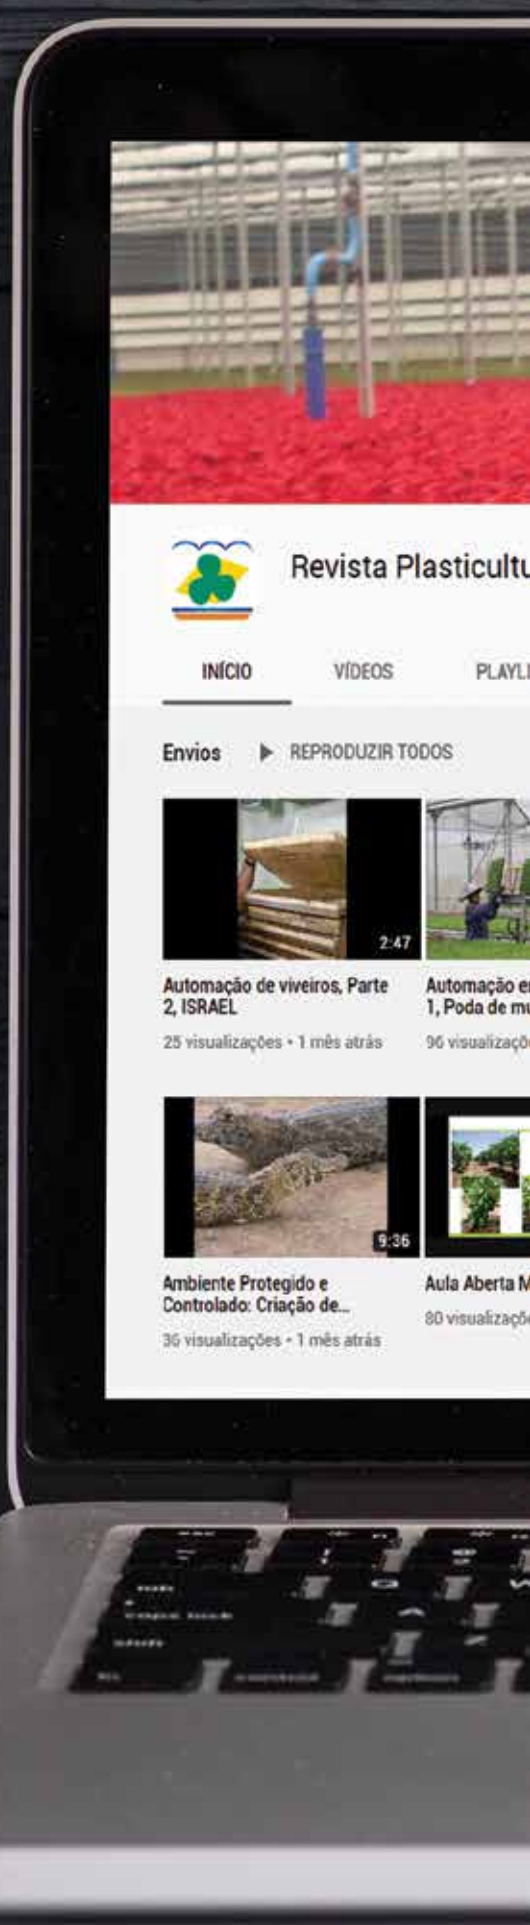 Revista Plasticultu
INÍCIO
VÍDEOS
PLAYLI
Envios
REPRODUZIR TODOS
2:47
Automação de viveiros, Parte
2, ISRAEL
25 visualizações • 1 mês atrás
Automação e
1, Poda de mu
96 visualizaçõ
9:36
Ambiente Protegido e
Controlado: Criação de...
36 visualizações • 1 mês atrás
Aula Aberta M
80 visualizaçõ